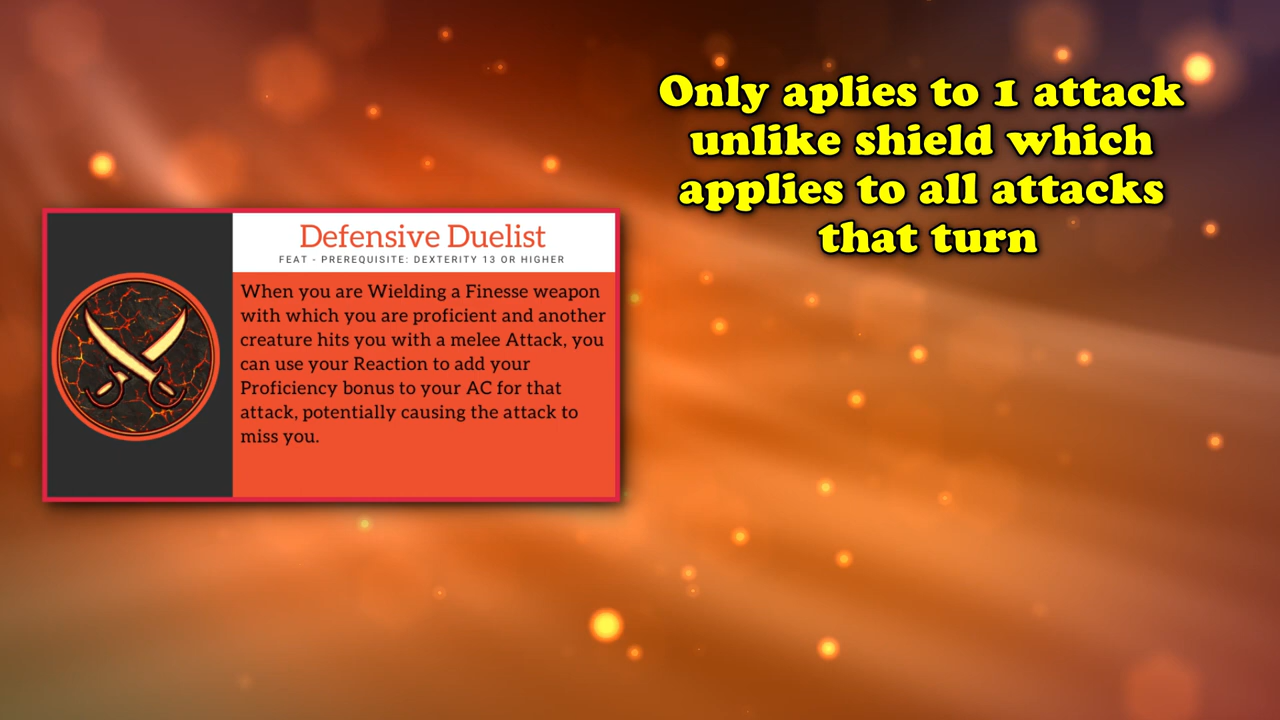 Only aplies to 1 attack
unlike shield which
applies to all attacks
that turn
Defensive Duelist
FEAT - PREREQUISITE: DEXTERITY 13 OR HIGHER
When you are Wielding a Finesse weapon
with which you are proficient and another
creature hits you with a melee Attack, you
can use your Reaction to add your
Proficiency bonus to your AC for that
attack, potentially causing the attack to
miss you.